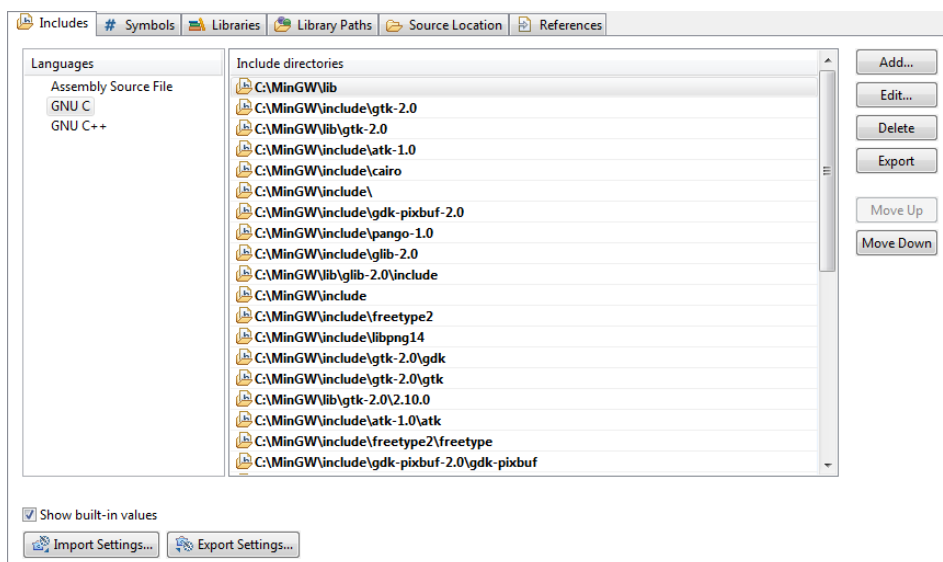 Includes # Symbols Libraries Library Paths Source Location References
Languages
Assembly Source File
GNU C
GNU C++
Include directories
C:\MinGW\lib
C:\MinGW\include\gtk-2.0
C:\MinGW\lib\gtk-2.0
C:\MinGW\include\atk-1.0
C:\MinGW\include\cairo
C:\MinGW\include\
C:\MinGW\include\gdk-pixbuf-2.0
C:\MinGW\include\pango-1.0
C:\MinGW\include\glib-2.0
C:\MinGW\lib\glib-2.0\include
C:\MinGW\include
C:\MinGW\include\freetype2
C:\MinGW\include\libpng14
C:\MinGW\include\gtk-2.0\gdk
C:\MinGW\include\gtk-2.0\gtk
C:\MinGW\lib\gtk-2.0\2.10.0
C:\MinGW\include\atk-1.0\atk
C:\MinGW\include\freetype2\freetype
C:\MinGW\include\gdk-pixbuf-2.0\gdk-pixbuf
Add...
Edit...
Delete
Export
Move Up
Move Down
Show built-in values
Import Settings... Export Settings...